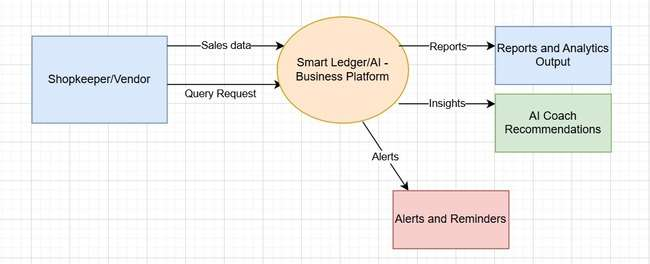 Shopkeeper/Vendor
Sales data
Query Request
Smart Ledger/AI -
Business Platform
Reports
Insights
Alerts
Reports and Analytics
Output
AI Coach
Recommendations
Alerts and Reminders